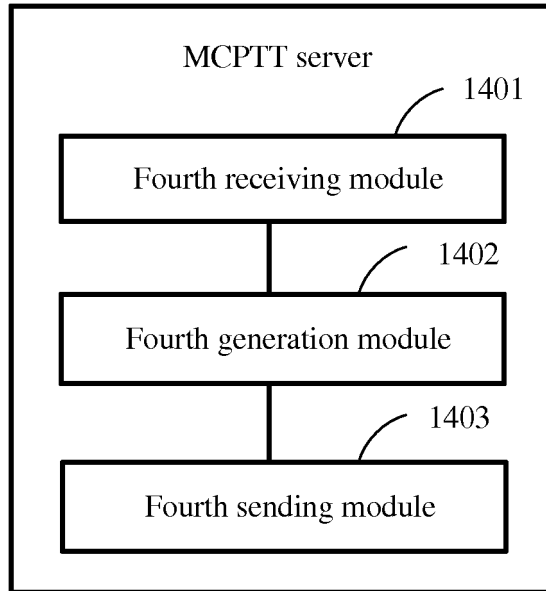 MCPTT server
1401
Fourth receiving module
1402
Fourth generation module
1403
Fourth sending module